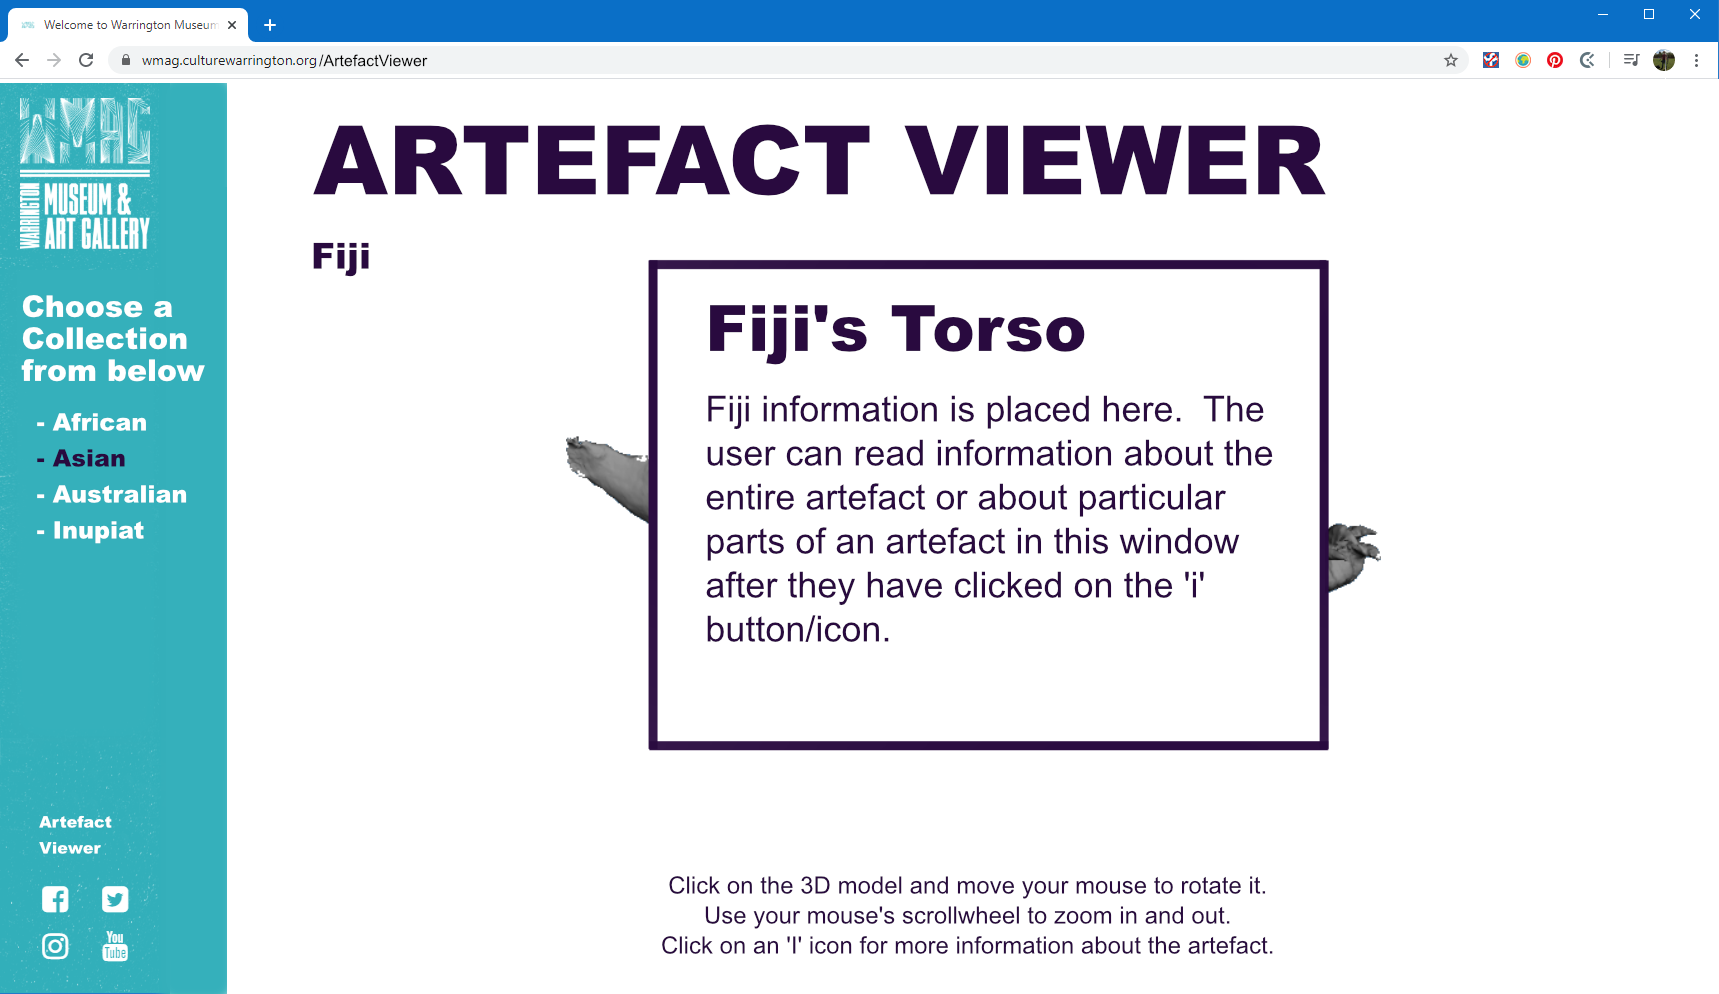 Welcome to Warrington Museum
wmag.culturewarrington.org/ArtefactViewer
WMAG
WARRINGTON
MUSEUM &
ART GALLERY
Choose a
Collection
from below
- African
- Asian
- Australian
- Inupiat
Artefact
Viewer
You
Tube
ARTEFACT VIEWER
Fiji
Fiji's Torso
Fiji information is placed here.  The
user can read information about the
entire artefact or about particular
parts of an artefact in this window
after they have clicked on the 'i'
button/icon.
Click on the 3D model and move your mouse to rotate it.
Use your mouse's scrollwheel to zoom in and out.
Click on an 'I' icon for more information about the artefact.